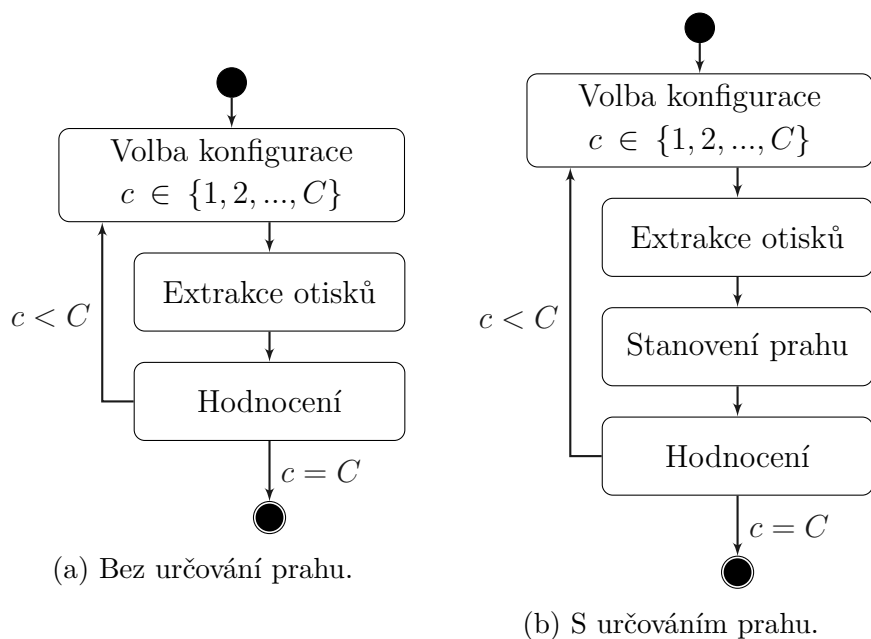 Volba konfigurace
c ∈ {1, 2, ..., C}
Extrakce otisků
c < C
Hodnocení
c = C
(a) Bez určování prahu.
Volba konfigurace
c ∈ {1, 2, ..., C}
Extrakce otisků
c < C
Stanovení prahu
Hodnocení
c = C
(b) S určováním prahu.